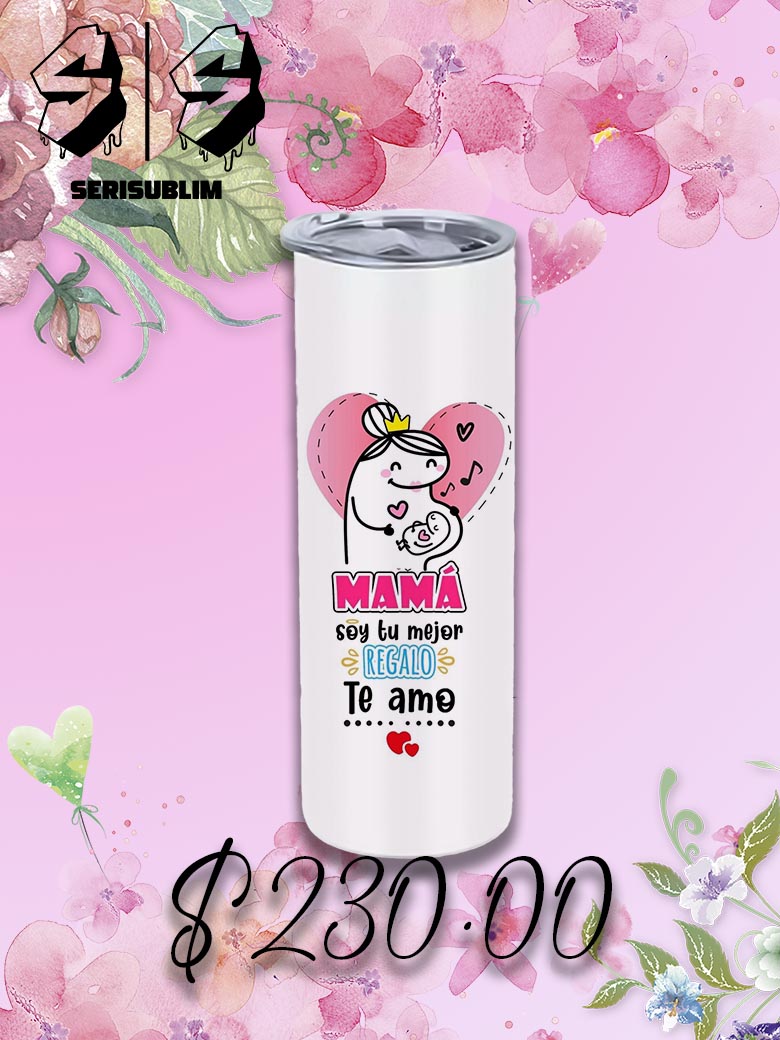 SERISUBLIM
MAMÁ
soy tu mejor
REGALO
Te amo
$230.00